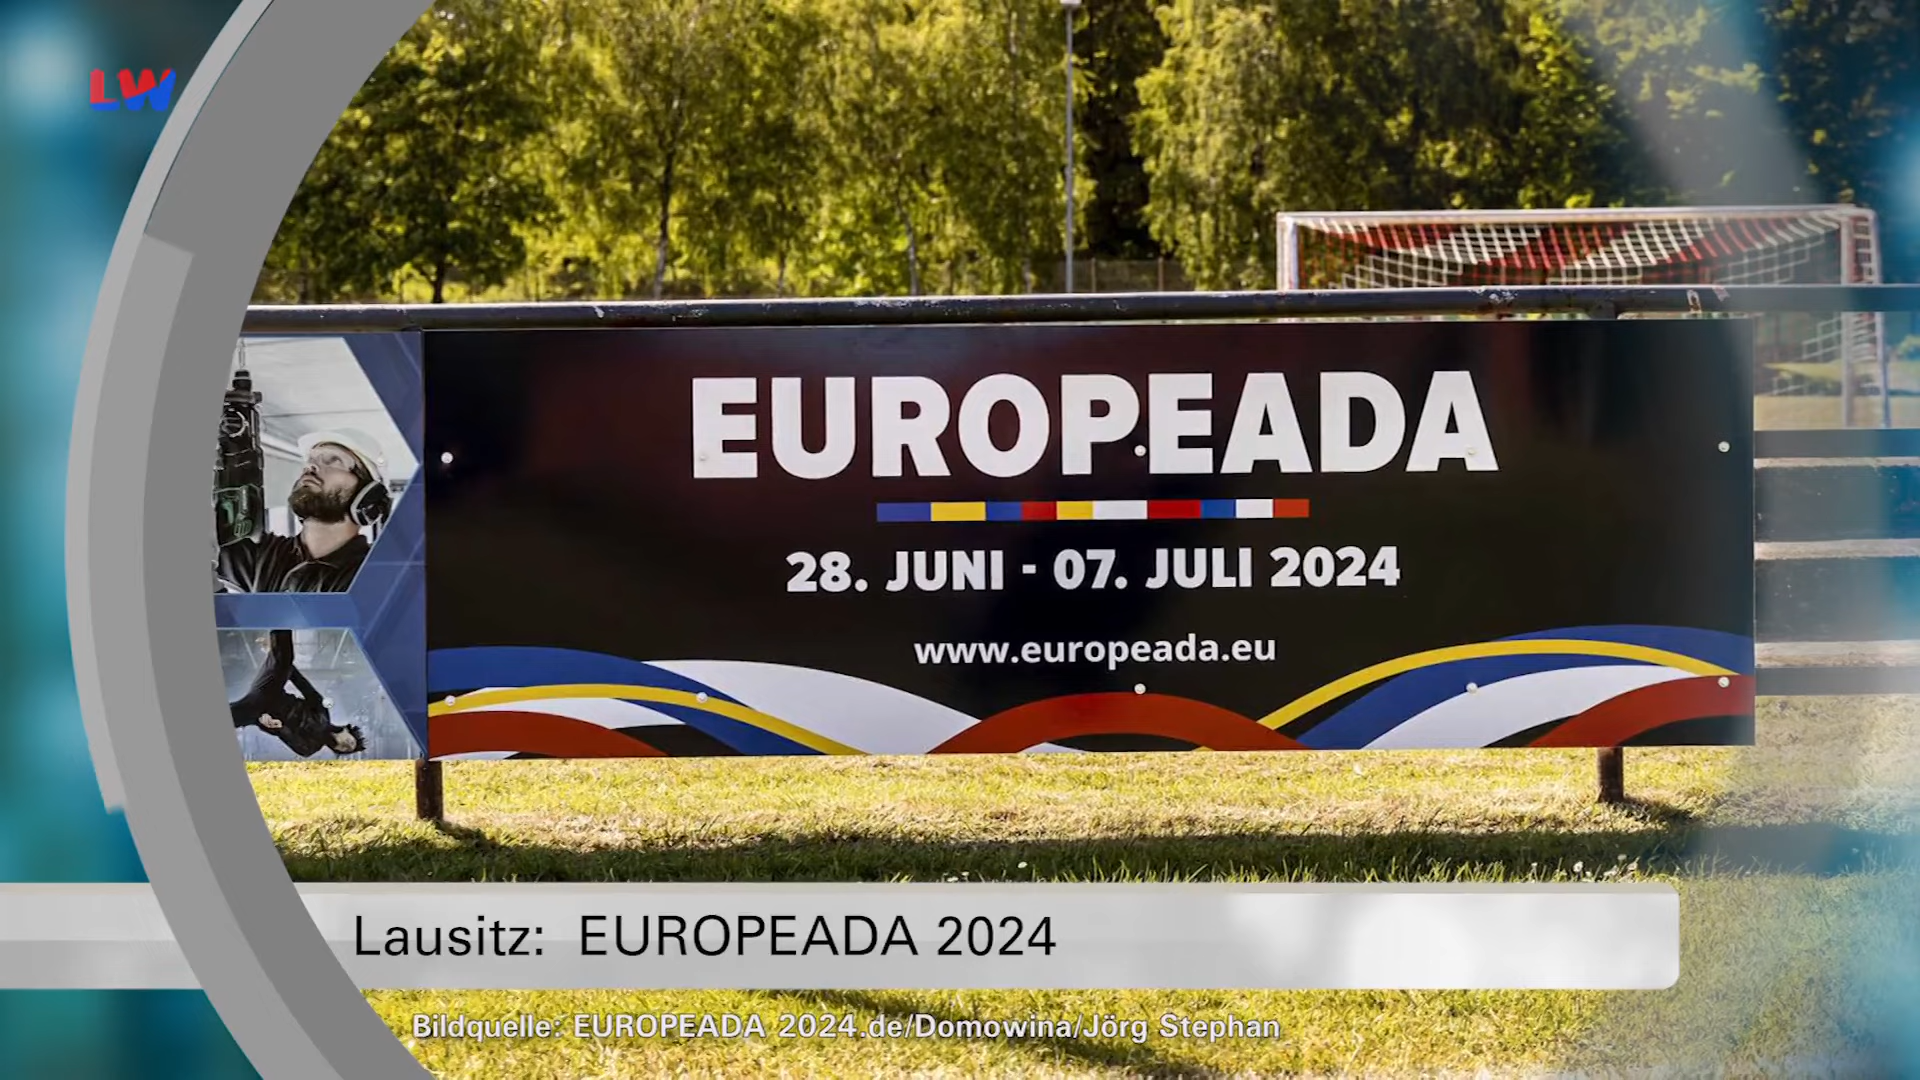 LW
EUROPEADA
28. JUNI - 07. JULI 2024
www.europeada.eu
Lausitz: EUROPEADA 2024
Bildquelle: EUROPEADA 2024.de/Domowina/Jörg Stephan